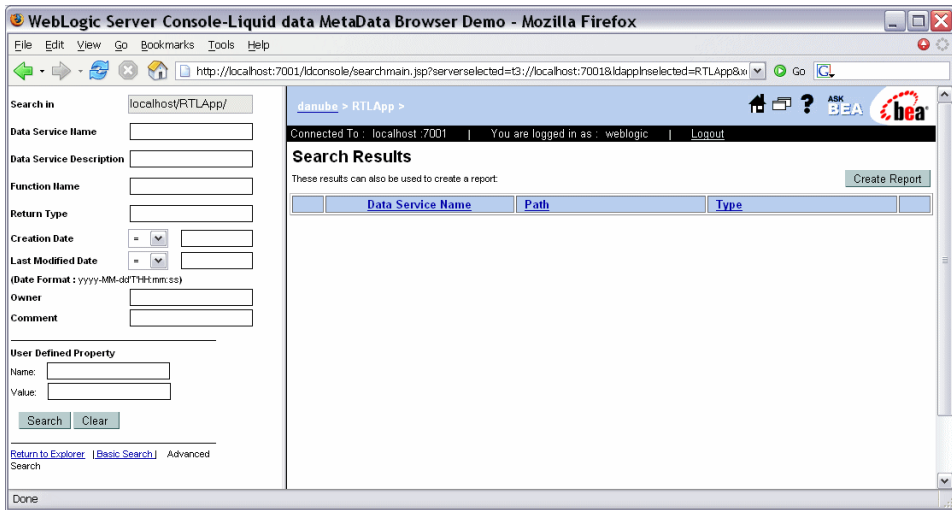 WebLogic Server Console-Liquid data MetaData Browser Demo - Mozilla Firefox
File Edit View Go Bookmarks Tools Help
http://localhost:7001/ldconsole/searchmain.jsp?serverselected=t3://localhost:7001&ldapplnselected=RTLApp&x
Go
G
Search in localhost/RTLApp/
Data Service Name
Data Service Description
Function Name
Return Type
Creation Date =
Last Modified Date =
(Date Format : yyyy-MM-dd'T'HH:mm:ss)
Owner
Comment
User Defined Property
Name:
Value:
Search Clear
Return to Explorer | Basic Search | Advanced
Search
danube > RTLApp >
? ASK BEA bea
Connected To : localhost :7001 | You are logged in as : weblogic | Logout
Search Results
These results can also be used to create a report:
Create Report
Data Service Name Path Type
Done